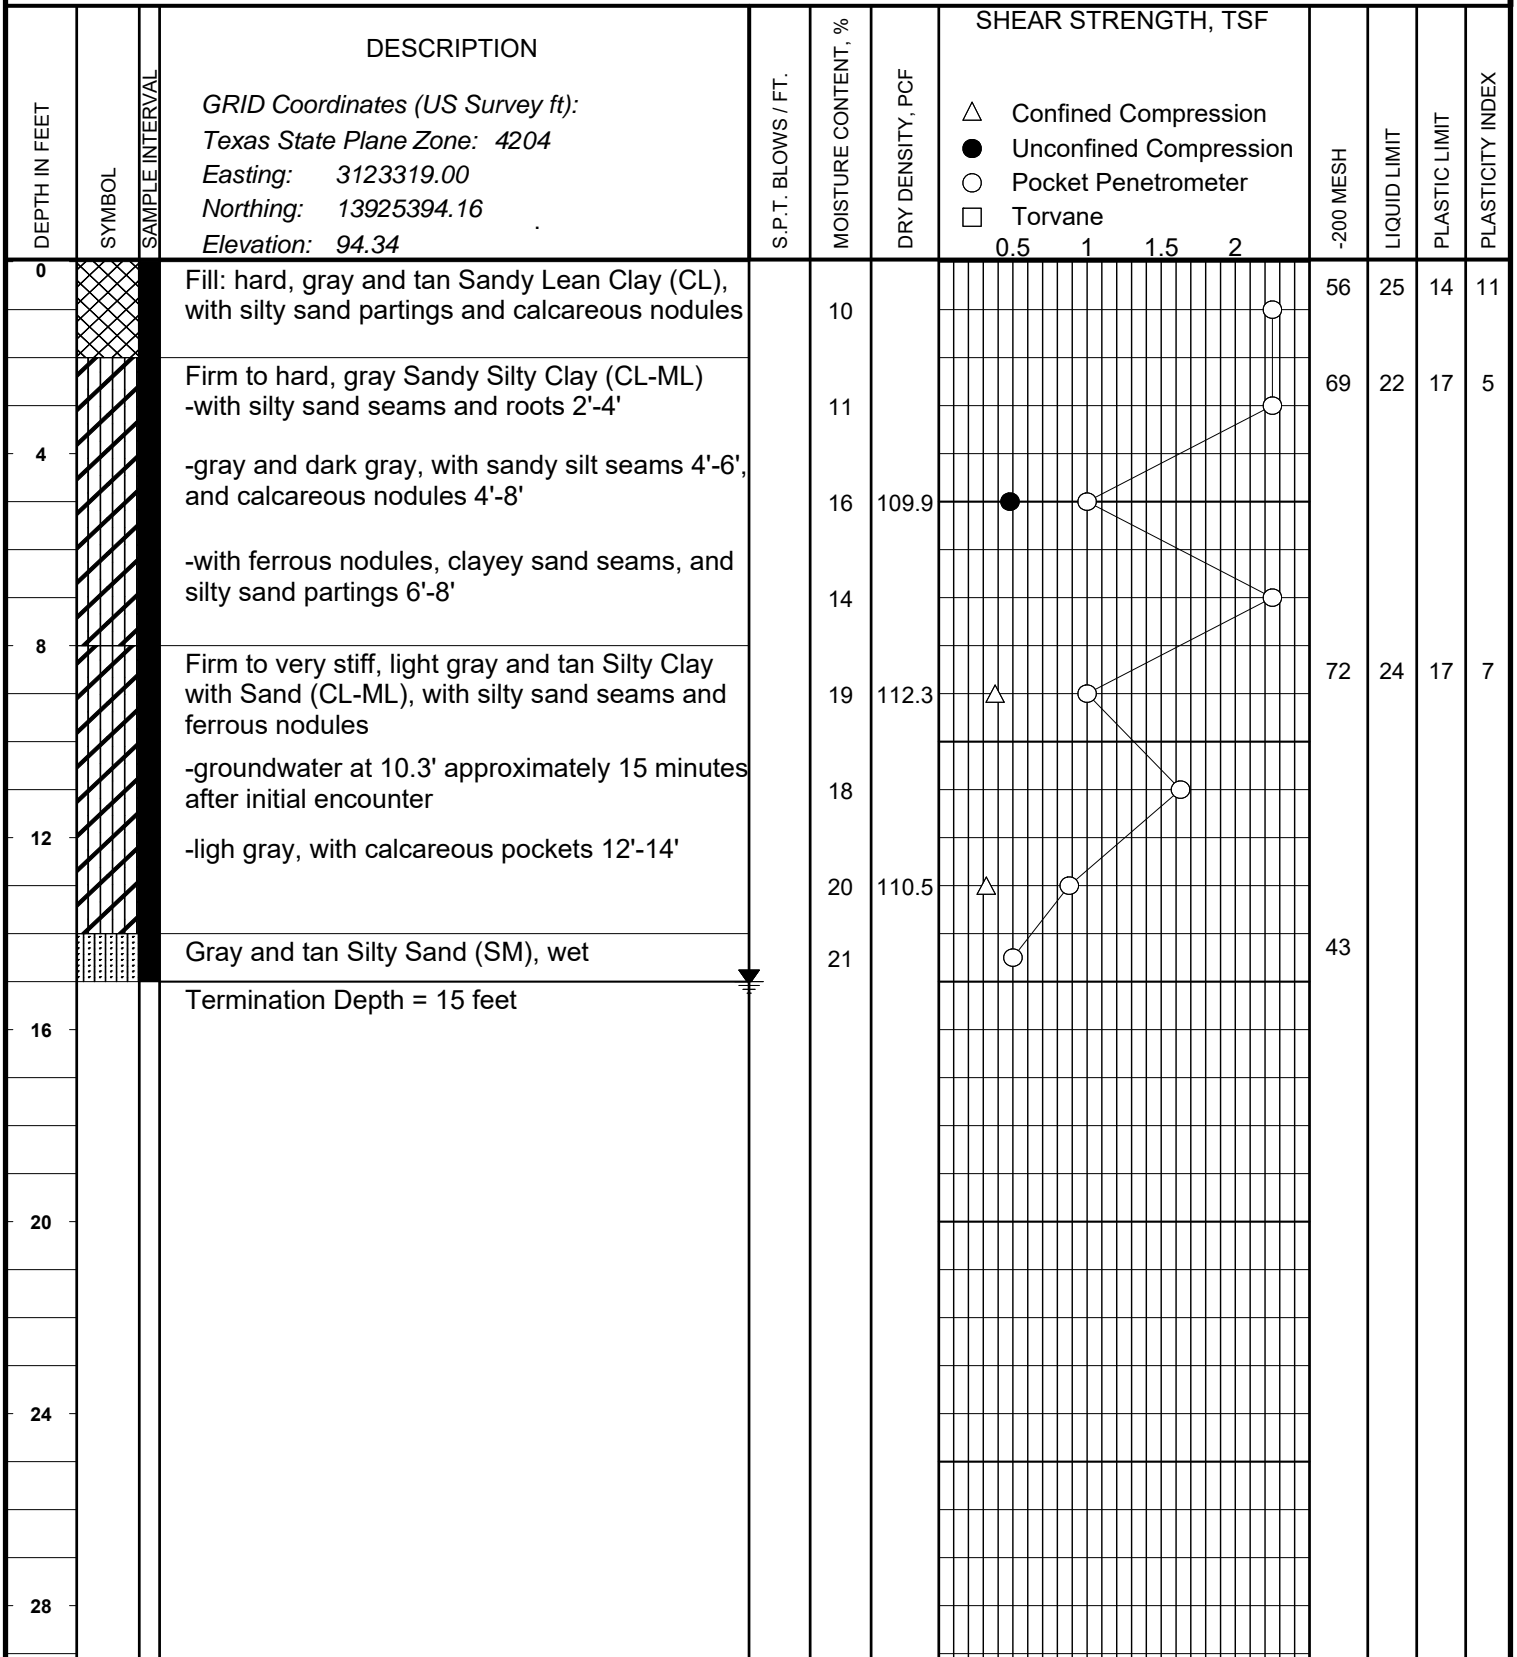 DEPTH IN FEET
SYMBOL
SAMPLE INTERVAL
DESCRIPTION
GRID Coordinates (US Survey ft):
Texas State Plane Zone: 4204
Easting: 3123319.00
Northing: 13925394.16
.
Elevation: 94.34
S.P.T. BLOWS / FT.
MOISTURE CONTENT, %
DRY DENSITY, PCF
SHEAR STRENGTH, TSF
Confined Compression
Unconfined Compression
Pocket Penetrometer
Torvane
0.5 1 1.5 2
-200 MESH
LIQUID LIMIT
PLASTIC LIMIT
PLASTICITY INDEX
0
Fill: hard, gray and tan Sandy Lean Clay (CL),
56 25 14 11
with silty sand partings and calcareous nodules
10
Firm to hard, gray Sandy Silty Clay (CL-ML)
69 22 17 5
-with silty sand seams and roots 2'-4'
11
4
-gray and dark gray, with sandy silt seams 4'-6',
and calcareous nodules 4'-8'
16 109.9
-with ferrous nodules, clayey sand seams, and
silty sand partings 6'-8'
14
8
Firm to very stiff, light gray and tan Silty Clay
72 24 17 7
with Sand (CL-ML), with silty sand seams and
19 112.3
ferrous nodules
-groundwater at 10.3' approximately 15 minutes
after initial encounter
18
12
-ligh gray, with calcareous pockets 12'-14'
20 110.5
Gray and tan Silty Sand (SM), wet
21
43
Termination Depth = 15 feet
16
20
24
28